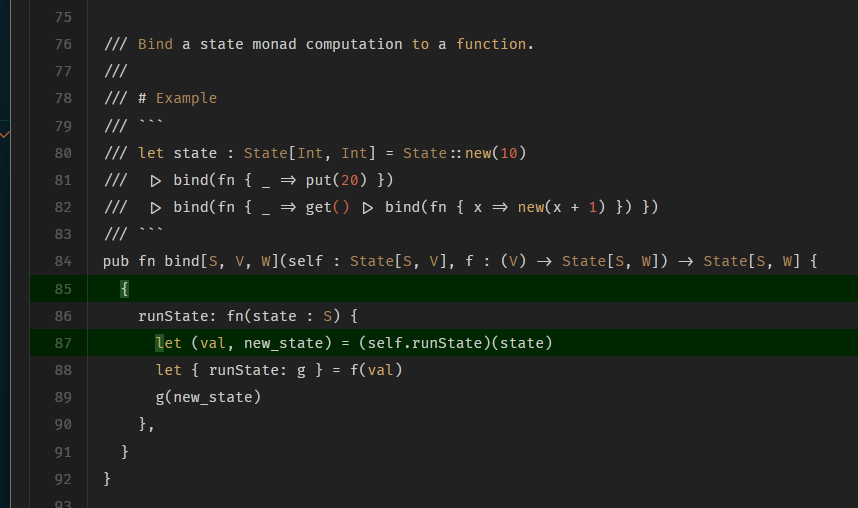 75
76 /// Bind a state monad computation to a function.
77 ///
78 /// # Example
79 /// ```
80 /// let state : State[Int, Int] = State::new(10)
81 ///  |> bind(fn { _ => put(20) })
82 ///  |> bind(fn { _ => get() |> bind(fn { x => new(x + 1) }) })
83 /// ```
84 pub fn bind[S, V, W](self : State[S, V], f : (V) -> State[S, W]) -> State[S, W] {
85   {
86     runState: fn(state : S) {
87       let (val, new_state) = (self.runState)(state)
88       let { runState: g } = f(val)
89       g(new_state)
90     },
91   }
92 }
93